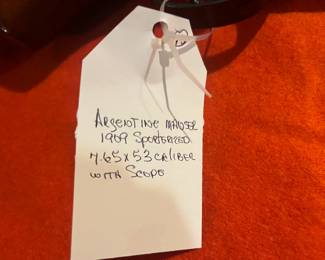 ARGENTINE MAUSER
1909 SPORTERIZED
7.65x53 CALIBER
WITH SCOPE